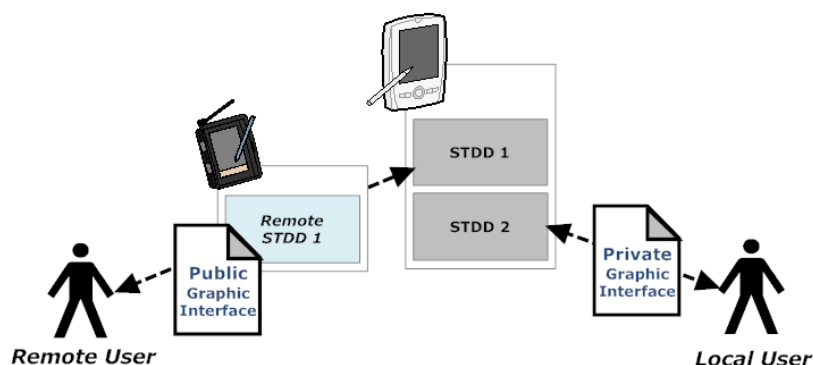 STDD 1
Remote
STDD 1
STDD 2
Public
Graphic
Interface
Private
Graphic
Interface
Remote User
Local User